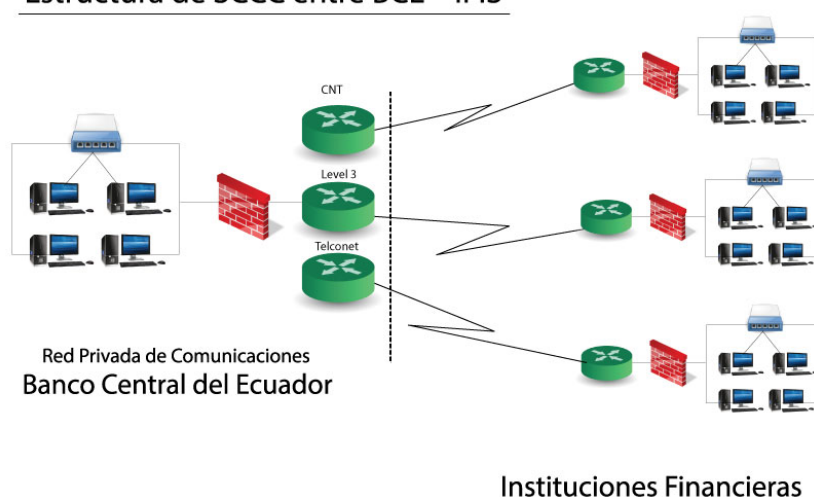 CNT
Level 3
Telconet
Red Privada de Comunicaciones
Banco Central del Ecuador
Instituciones Financieras